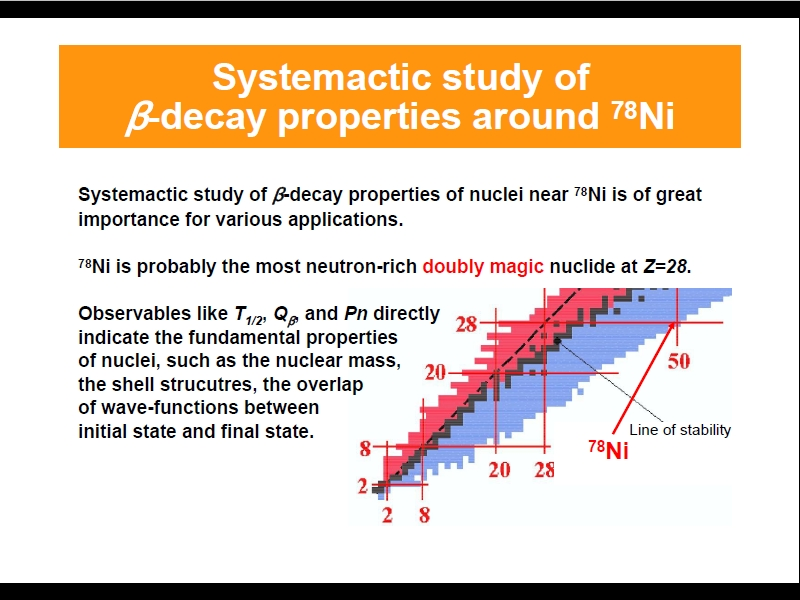 Systemactic study of
β-decay properties around ⁷⁸Ni
Systemactic study of β-decay properties of nuclei near ⁷⁸Ni is of great
importance for various applications.
⁷⁸Ni is probably the most neutron-rich doubly magic nuclide at Z=28.
Observables like T1/2, Qβ, and Pn directly
indicate the fundamental properties
of nuclei, such as the nuclear mass,
the shell strucutres, the overlap
of wave-functions between
initial state and final state.
28
50
20
Line of stability
⁷⁸Ni
8
20 28
2
2 8